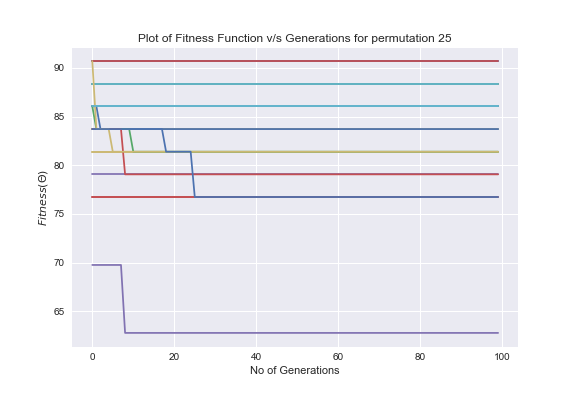 Plot of Fitness Function v/s Generations for permutation 25
90
85
80
75
70
65
Fitness(Θ)
0 20 40 60 80 100
No of Generations